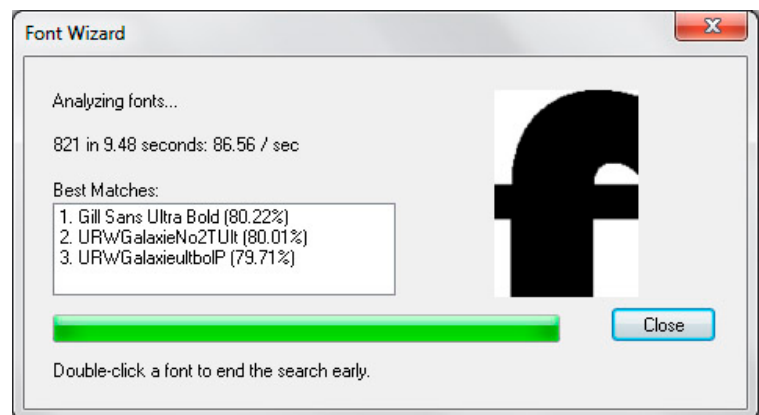 Font Wizard
Analyzing fonts...
821 in 9.48 seconds: 86.56 / sec
Best Matches:
1. Gill Sans Ultra Bold (80.22%)
2. URWGalaxieNo2TUlt (80.01%)
3. URWGalaxieultbolP (79.71%)
f
Close
Double-click a font to end the search early.